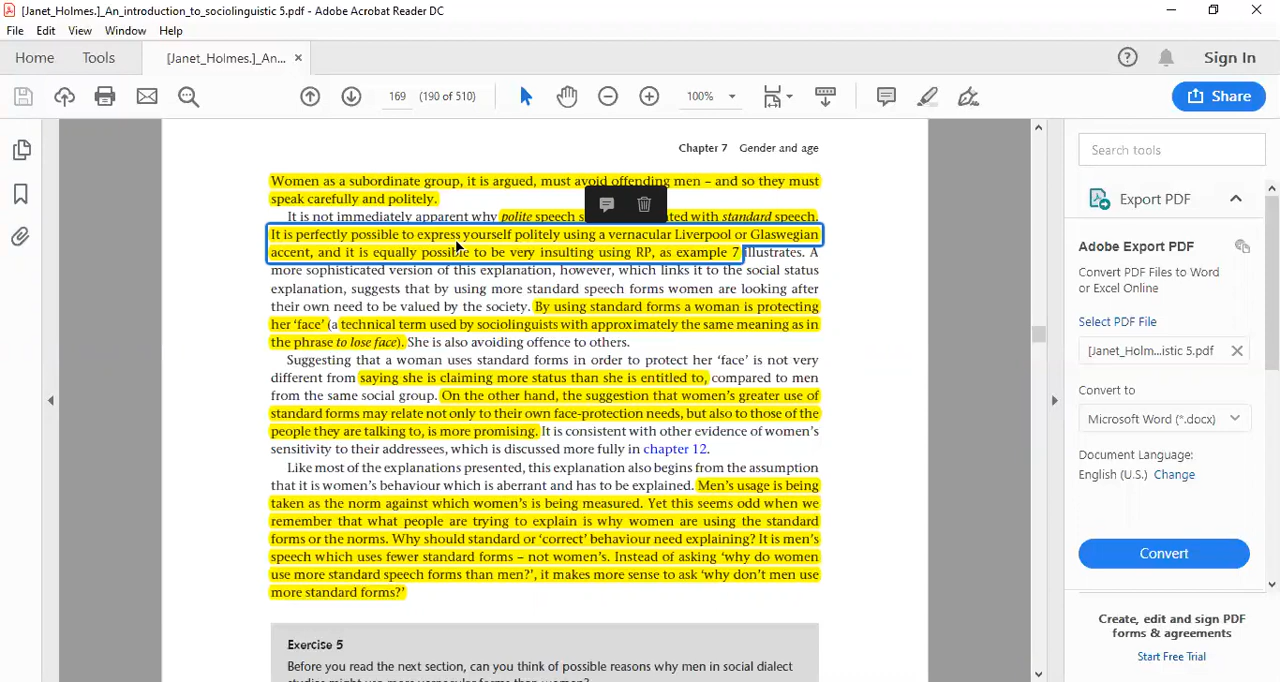 [Janet_Holmes.]_An_introduction_to_sociolinguistic 5.pdf - Adobe Acrobat Reader DC
File Edit View Window Help
Home Tools [Janet_Holmes.]_An... ×
Sign In
169 (190 of 510) 100% Share
Chapter 7 Gender and age
Women as a subordinate group, it is argued, must avoid offending men – and so they must
speak carefully and politely.
It is not immediately apparent why polite speech ated with standard speech.
It is perfectly possible to express yourself politely using a vernacular Liverpool or Glaswegian
accent, and it is equally possible to be very insulting using RP, as example 7 illustrates. A
more sophisticated version of this explanation, however, which links it to the social status
explanation, suggests that by using more standard speech forms women are looking after
their own need to be valued by the society. By using standard forms a woman is protecting
her ‘face’ (a technical term used by sociolinguists with approximately the same meaning as in
the phrase to lose face). She is also avoiding offence to others.
Suggesting that a woman uses standard forms in order to protect her ‘face’ is not very
different from saying she is claiming more status than she is entitled to, compared to men
from the same social group. On the other hand, the suggestion that women’s greater use of
standard forms may relate not only to their own face-protection needs, but also to those of the
people they are talking to, is more promising. It is consistent with other evidence of women’s
sensitivity to their addressees, which is discussed more fully in chapter 12.
Like most of the explanations presented, this explanation also begins from the assumption
that it is women’s behaviour which is aberrant and has to be explained. Men’s usage is being
taken as the norm against which women’s is being measured. Yet this seems odd when we
remember that what people are trying to explain is why women are using the standard
forms or the norms. Why should standard or ‘correct’ behaviour need explaining? It is men’s
speech which uses fewer standard forms – not women’s. Instead of asking ‘why do women
use more standard speech forms than men?’, it makes more sense to ask ‘why don’t men use
more standard forms?’
Exercise 5
Before you read the next section, can you think of possible reasons why men in social dialect
Search tools
Export PDF
Adobe Export PDF
Convert PDF Files to Word
or Excel Online
Select PDF File
[Janet_Holm...istic 5.pdf
Convert to
Microsoft Word (*.docx)
Document Language:
English (U.S.) Change
Convert
Create, edit and sign PDF
forms & agreements
Start Free Trial